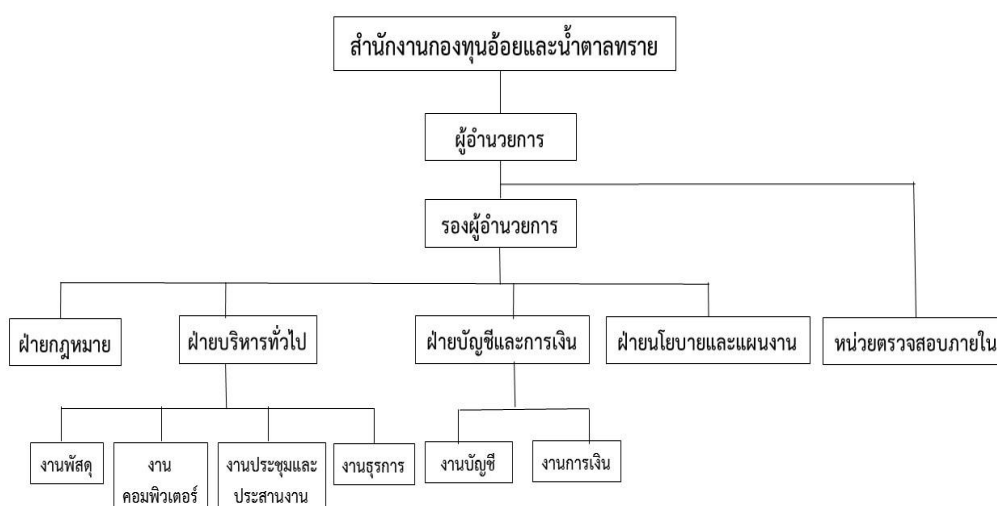 สำนักงานกองทุนอ้อยและน้ำตาลทราย
ผู้อำนวยการ
รองผู้อำนวยการ
ฝ่ายกฎหมาย
ฝ่ายบริหารทั่วไป
ฝ่ายบัญชีและการเงิน
ฝ่ายนโยบายและแผนงาน
หน่วยตรวจสอบภายใน
งานพัสดุ
งาน
คอมพิวเตอร์
งานประชุมและ
ประสานงาน
งานธุรการ
งานบัญชี
งานการเงิน